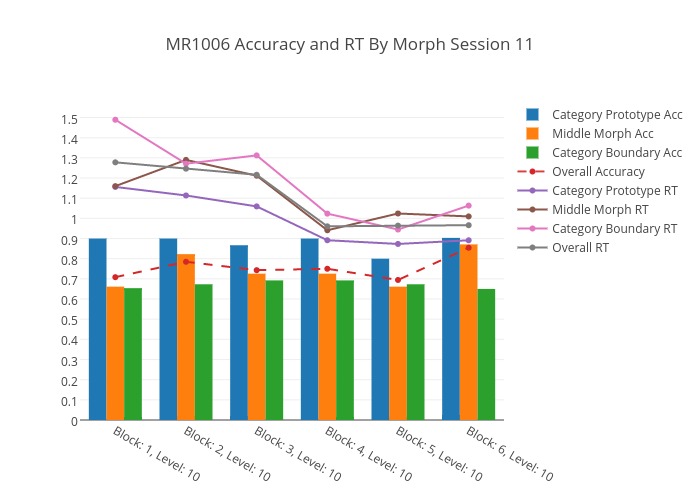 MR1006 Accuracy and RT By Morph Session 11
1.5
1.4
1.3
1.2
1.1
1
0.9
0.8
0.7
0.6
0.5
0.4
0.3
0.2
0.1
0
Block: 1, Level: 10
Block: 2, Level: 10
Block: 3, Level: 10
Block: 4, Level: 10
Block: 5, Level: 10
Block: 6, Level: 10
Category Prototype Acc
Middle Morph Acc
Category Boundary Acc
Overall Accuracy
Category Prototype RT
Middle Morph RT
Category Boundary RT
Overall RT